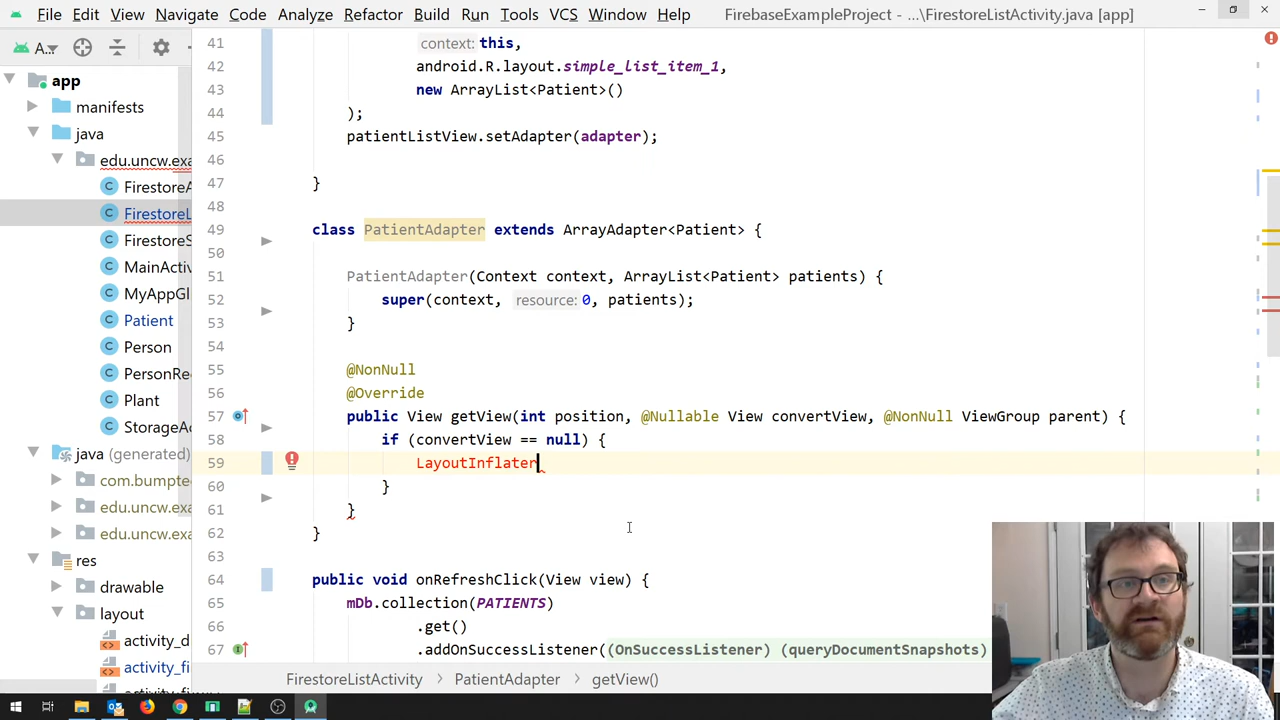 File Edit View Navigate Code Analyze Refactor Build Run Tools VCS Window Help FirebaseExampleProject - ...\FirestoreListActivity.java [app]
A...
app
manifests
java
edu.uncw.exa
FirestoreA
FirestoreL
FirestoreS
MainActiv
MyAppGl
Patient
Person
PersonRe
Plant
StorageAc
java (generated)
com.bumpte
edu.uncw.exa
edu.uncw.exa
res
drawable
layout
activity_d
activity_fi
41 context: this,
42 android.R.layout.simple_list_item_1,
43 new ArrayList<Patient>()
44 );
45 patientListView.setAdapter(adapter);
46
47 }
48
49 class PatientAdapter extends ArrayAdapter<Patient> {
50
51 PatientAdapter(Context context, ArrayList<Patient> patients) {
52 super(context, resource: 0, patients);
53 }
54
55 @NonNull
56 @Override
57 public View getView(int position, @Nullable View convertView, @NonNull ViewGroup parent) {
58 if (convertView == null) {
59 LayoutInflater
60 }
61 }
62 }
63
64 public void onRefreshClick(View view) {
65 mDb.collection(PATIENTS)
66 .get()
67 .addOnSuccessListener((OnSuccessListener) (queryDocumentSnapshots)
FirestoreListActivity PatientAdapter getView()